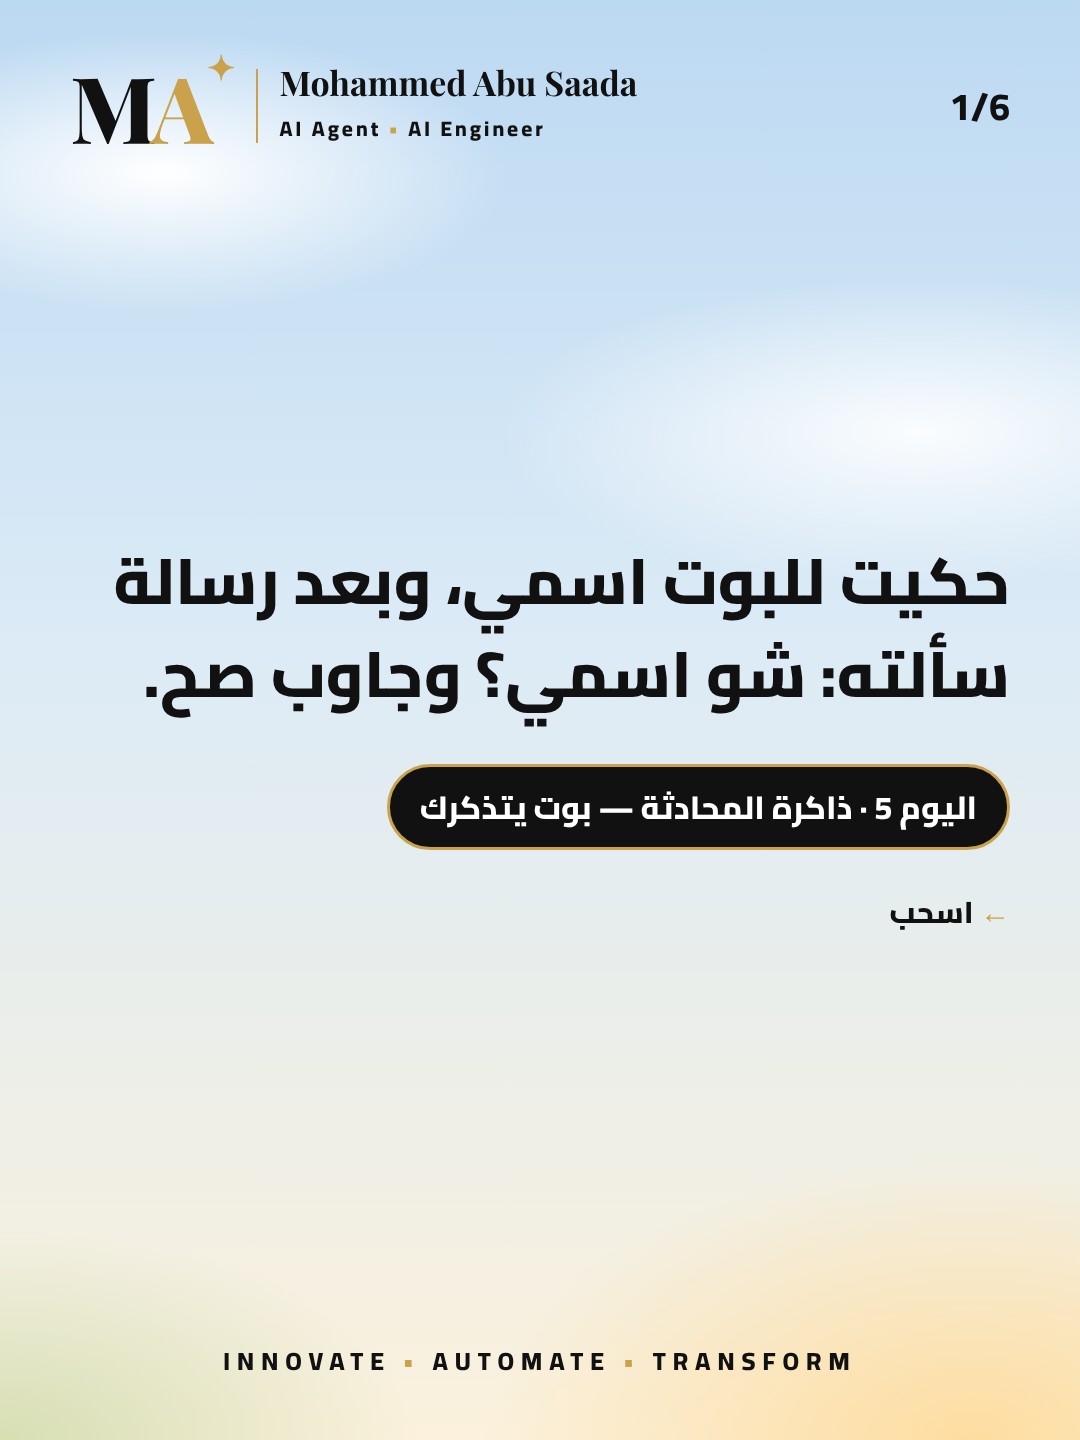 MA
Mohammed Abu Saada
AI Agent ▪ AI Engineer
1/6
حكيت للبوت اسمي، وبعد رسالة
سألته: شو اسمي؟ وجاوب صح.
اليوم 5 · ذاكرة المحادثة — بوت يتذكرك
← اسحب
INNOVATE ▪ AUTOMATE ▪ TRANSFORM